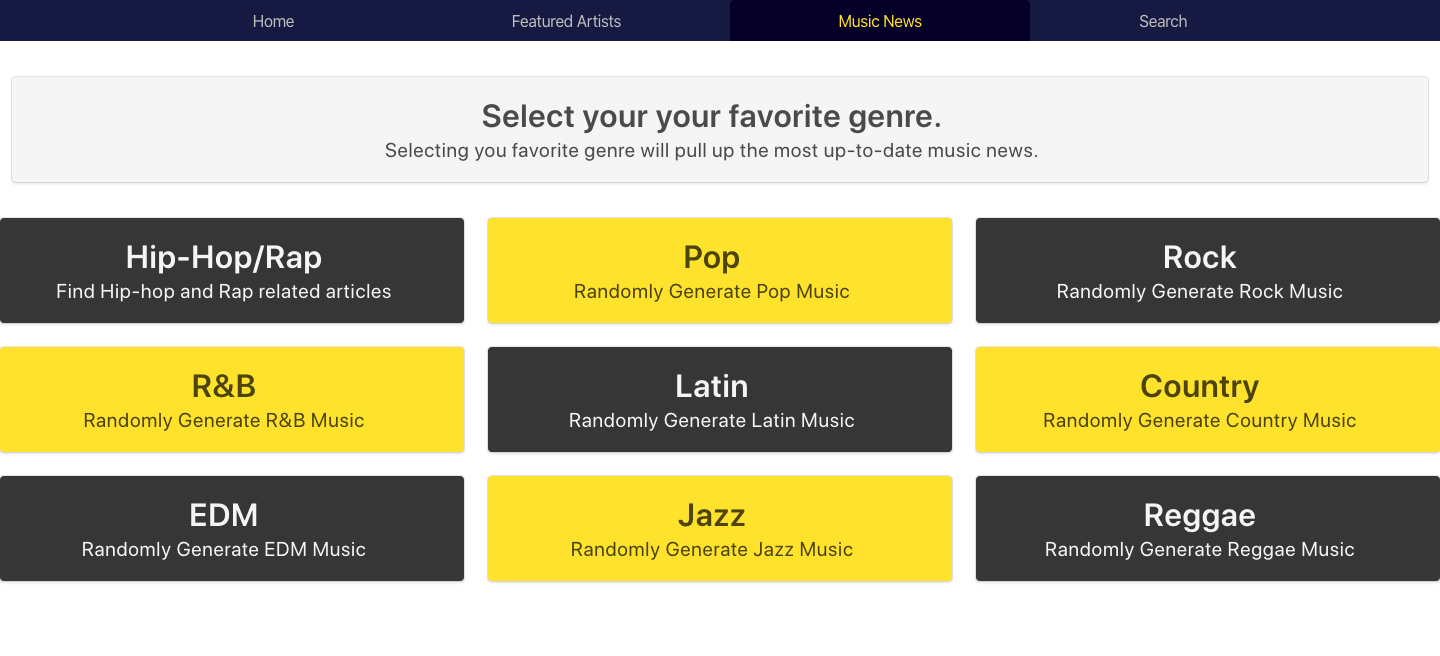 Home
Featured Artists
Music News
Search
Select your your favorite genre.
Selecting you favorite genre will pull up the most up-to-date music news.
Hip-Hop/Rap
Find Hip-hop and Rap related articles
Pop
Randomly Generate Pop Music
Rock
Randomly Generate Rock Music
R&B
Randomly Generate R&B Music
Latin
Randomly Generate Latin Music
Country
Randomly Generate Country Music
EDM
Randomly Generate EDM Music
Jazz
Randomly Generate Jazz Music
Reggae
Randomly Generate Reggae Music